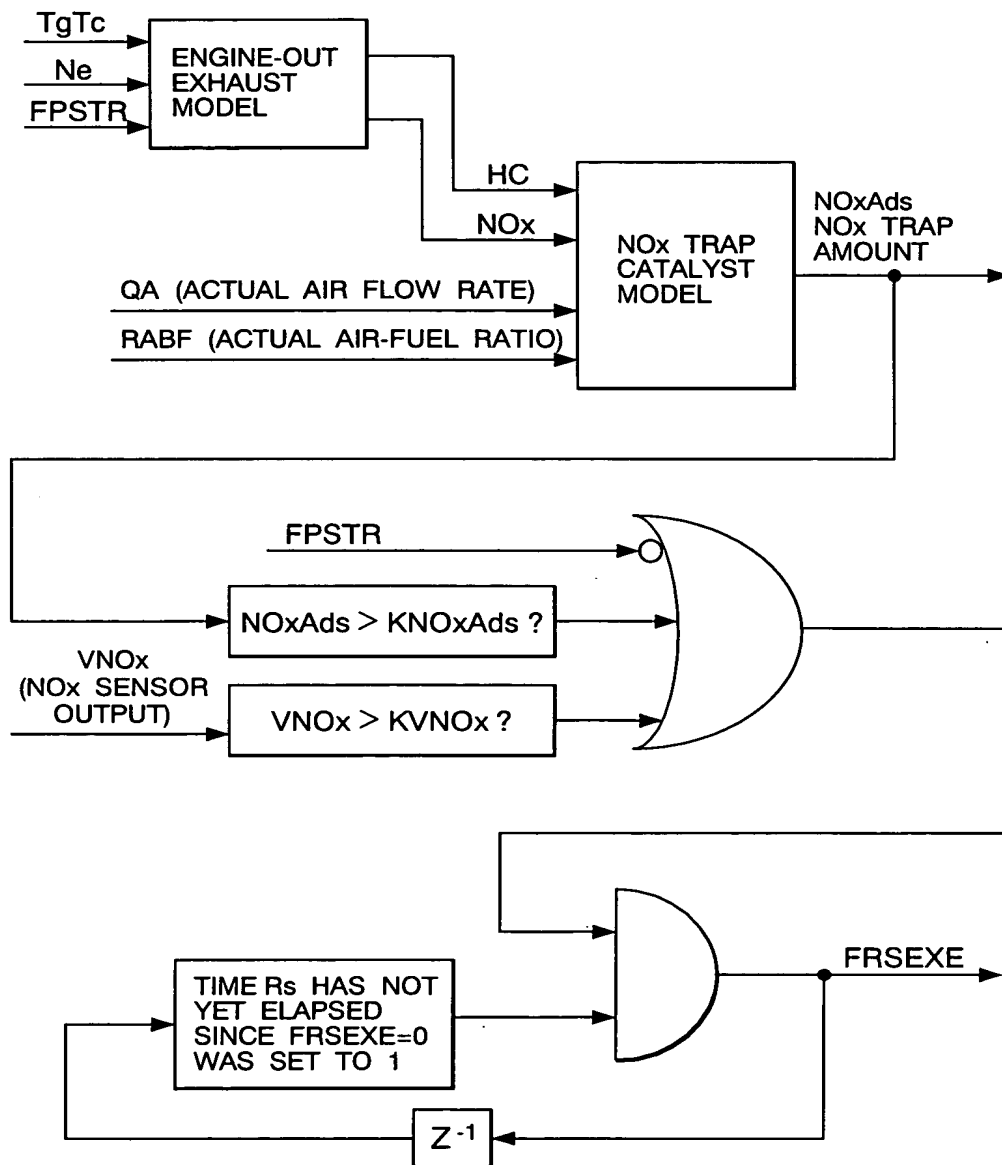 TgTc
Ne
FPSTR
ENGINE-OUT
EXHAUST
MODEL
HC
NOx
QA (ACTUAL AIR FLOW RATE)
RABF (ACTUAL AIR-FUEL RATIO)
NOx TRAP
CATALYST
MODEL
NOxAds
NOx TRAP
AMOUNT
FPSTR
NOxAds > KNOxAds ?
VNOx
(NOx SENSOR
OUTPUT)
VNOx > KVNOx ?
TIME Rs HAS NOT
YET ELAPSED
SINCE FRSEXE=0
WAS SET TO 1
FRSEXE
Z⁻¹